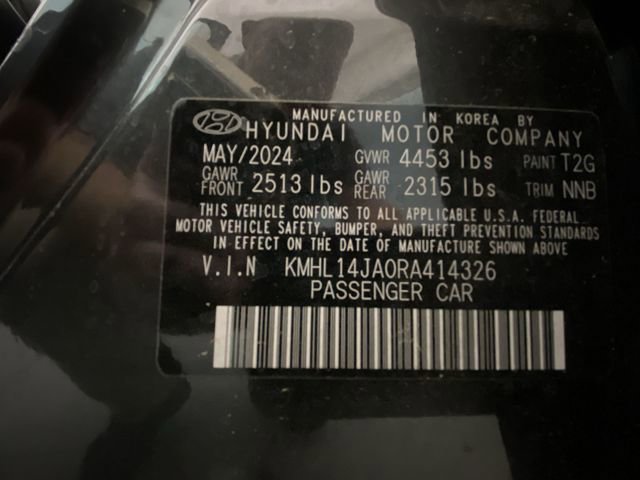 MANUFACTURED IN KOREA BY
HYUNDAI MOTOR COMPANY
MAY/2024 GVWR 4453 lbs PAINT T2G
GAWR FRONT 2513 lbs GAWR REAR 2315 lbs TRIM NNB
THIS VEHICLE CONFORMS TO ALL APPLICABLE U.S.A. FEDERAL
MOTOR VEHICLE SAFETY, BUMPER, AND THEFT PREVENTION STANDARDS
IN EFFECT ON THE DATE OF MANUFACTURE SHOWN ABOVE
V.I.N KMHL14JA0RA414326
PASSENGER CAR